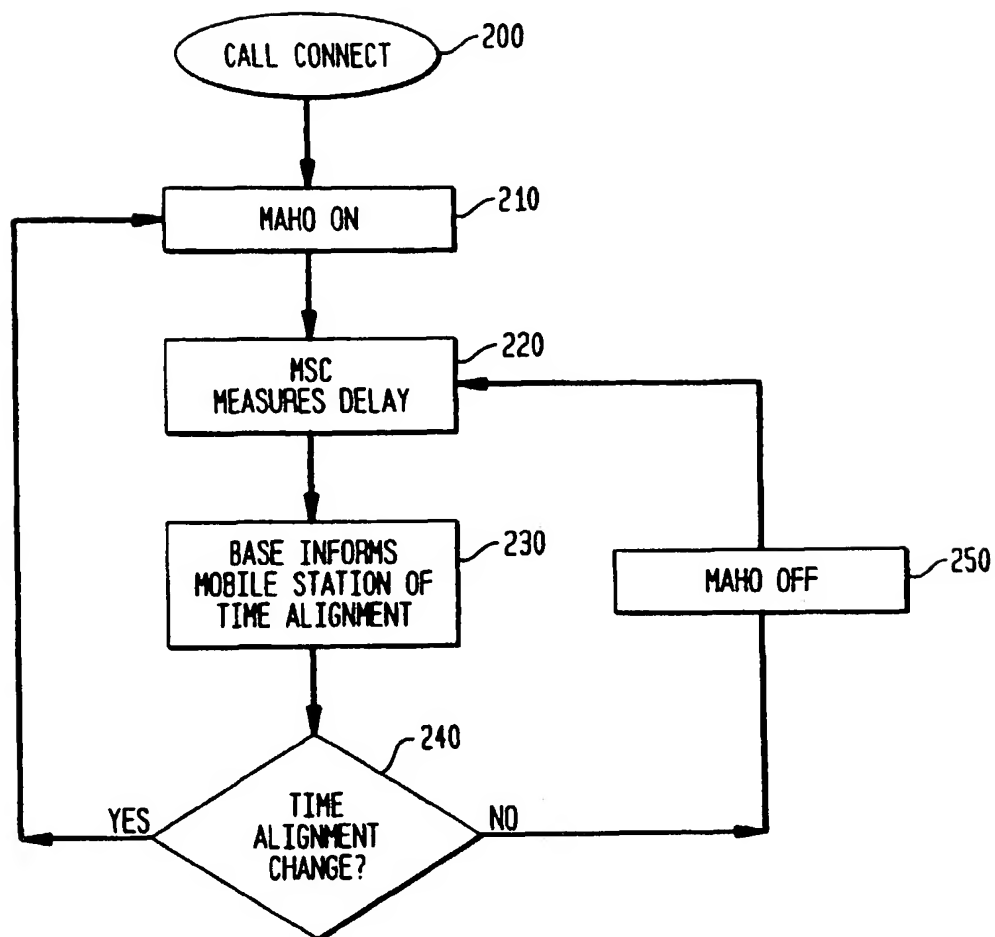 CALL CONNECT
200
MAHO ON
210
MSC
MEASURES DELAY
220
BASE INFORMS
MOBILE STATION OF
TIME ALIGNMENT
230
MAHO OFF
250
240
YES
TIME
ALIGNMENT
CHANGE?
NO